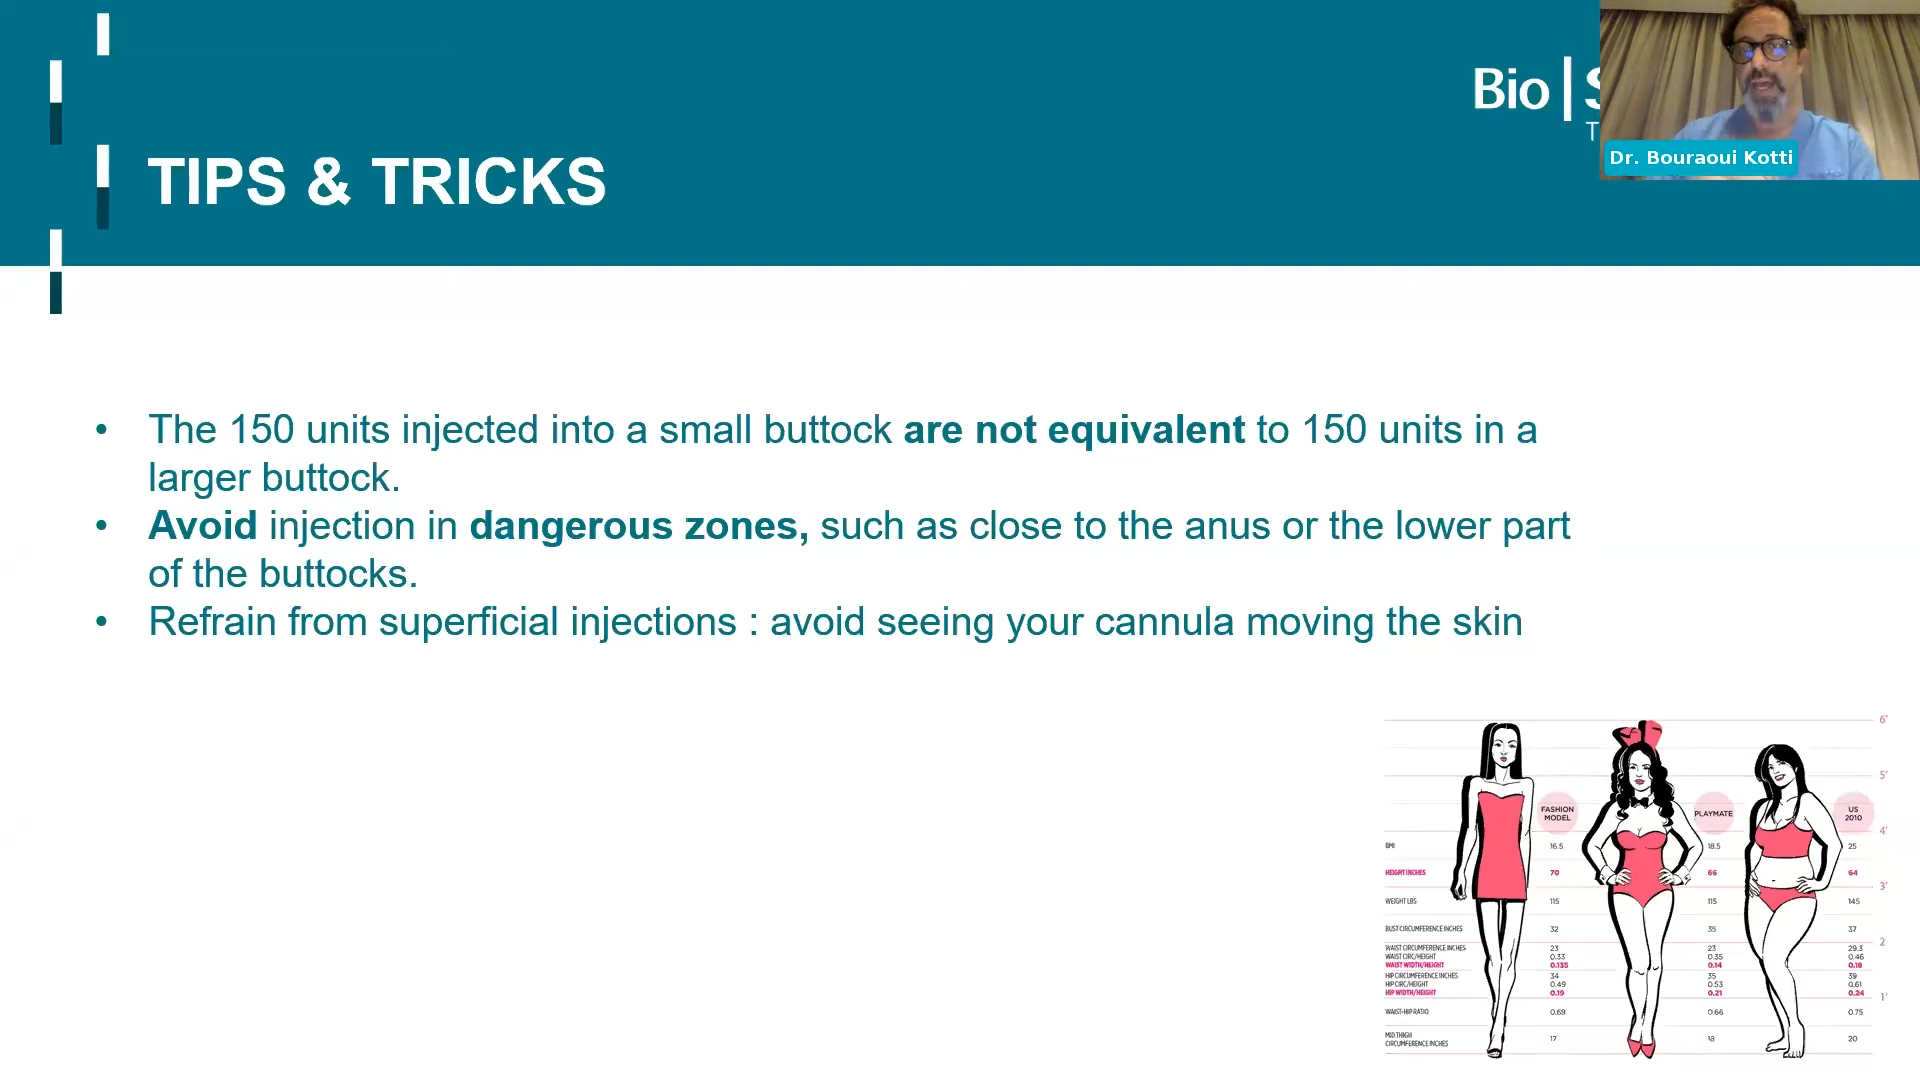 Bio|S
T
Dr. Bouraoui Kotti
TIPS & TRICKS
• The 150 units injected into a small buttock are not equivalent to 150 units in a
larger buttock.
• Avoid injection in dangerous zones, such as close to the anus or the lower part
of the buttocks.
• Refrain from superficial injections : avoid seeing your cannula moving the skin
6'
5'
FASHION
MODEL
PLAYMATE
US
2010
4'
BMI 16.5 18.5 25
HEIGHT INCHES 70 66 64
3'
WEIGHT LBS 115 115 145
BUST CIRCUMFERENCE INCHES 32 35 37
2
WAIST CIRCUMFERENCE INCHES 23 23 29.3
WAIST CIRC/HEIGHT 0.33 0.35 0.46
WAIST WIDTH/HEIGHT 0.135 0.14 0.18
HIP CIRCUMFERENCE INCHES 34 35 39
HIP CIRC/HEIGHT 0.49 0.53 0.61
HIP WIDTH/HEIGHT 0.19 0.21 0.24
1'
WAIST-HIP RATIO 0.69 0.66 0.75
MID THIGH
CIRCUMFERENCE INCHES 17 18 20